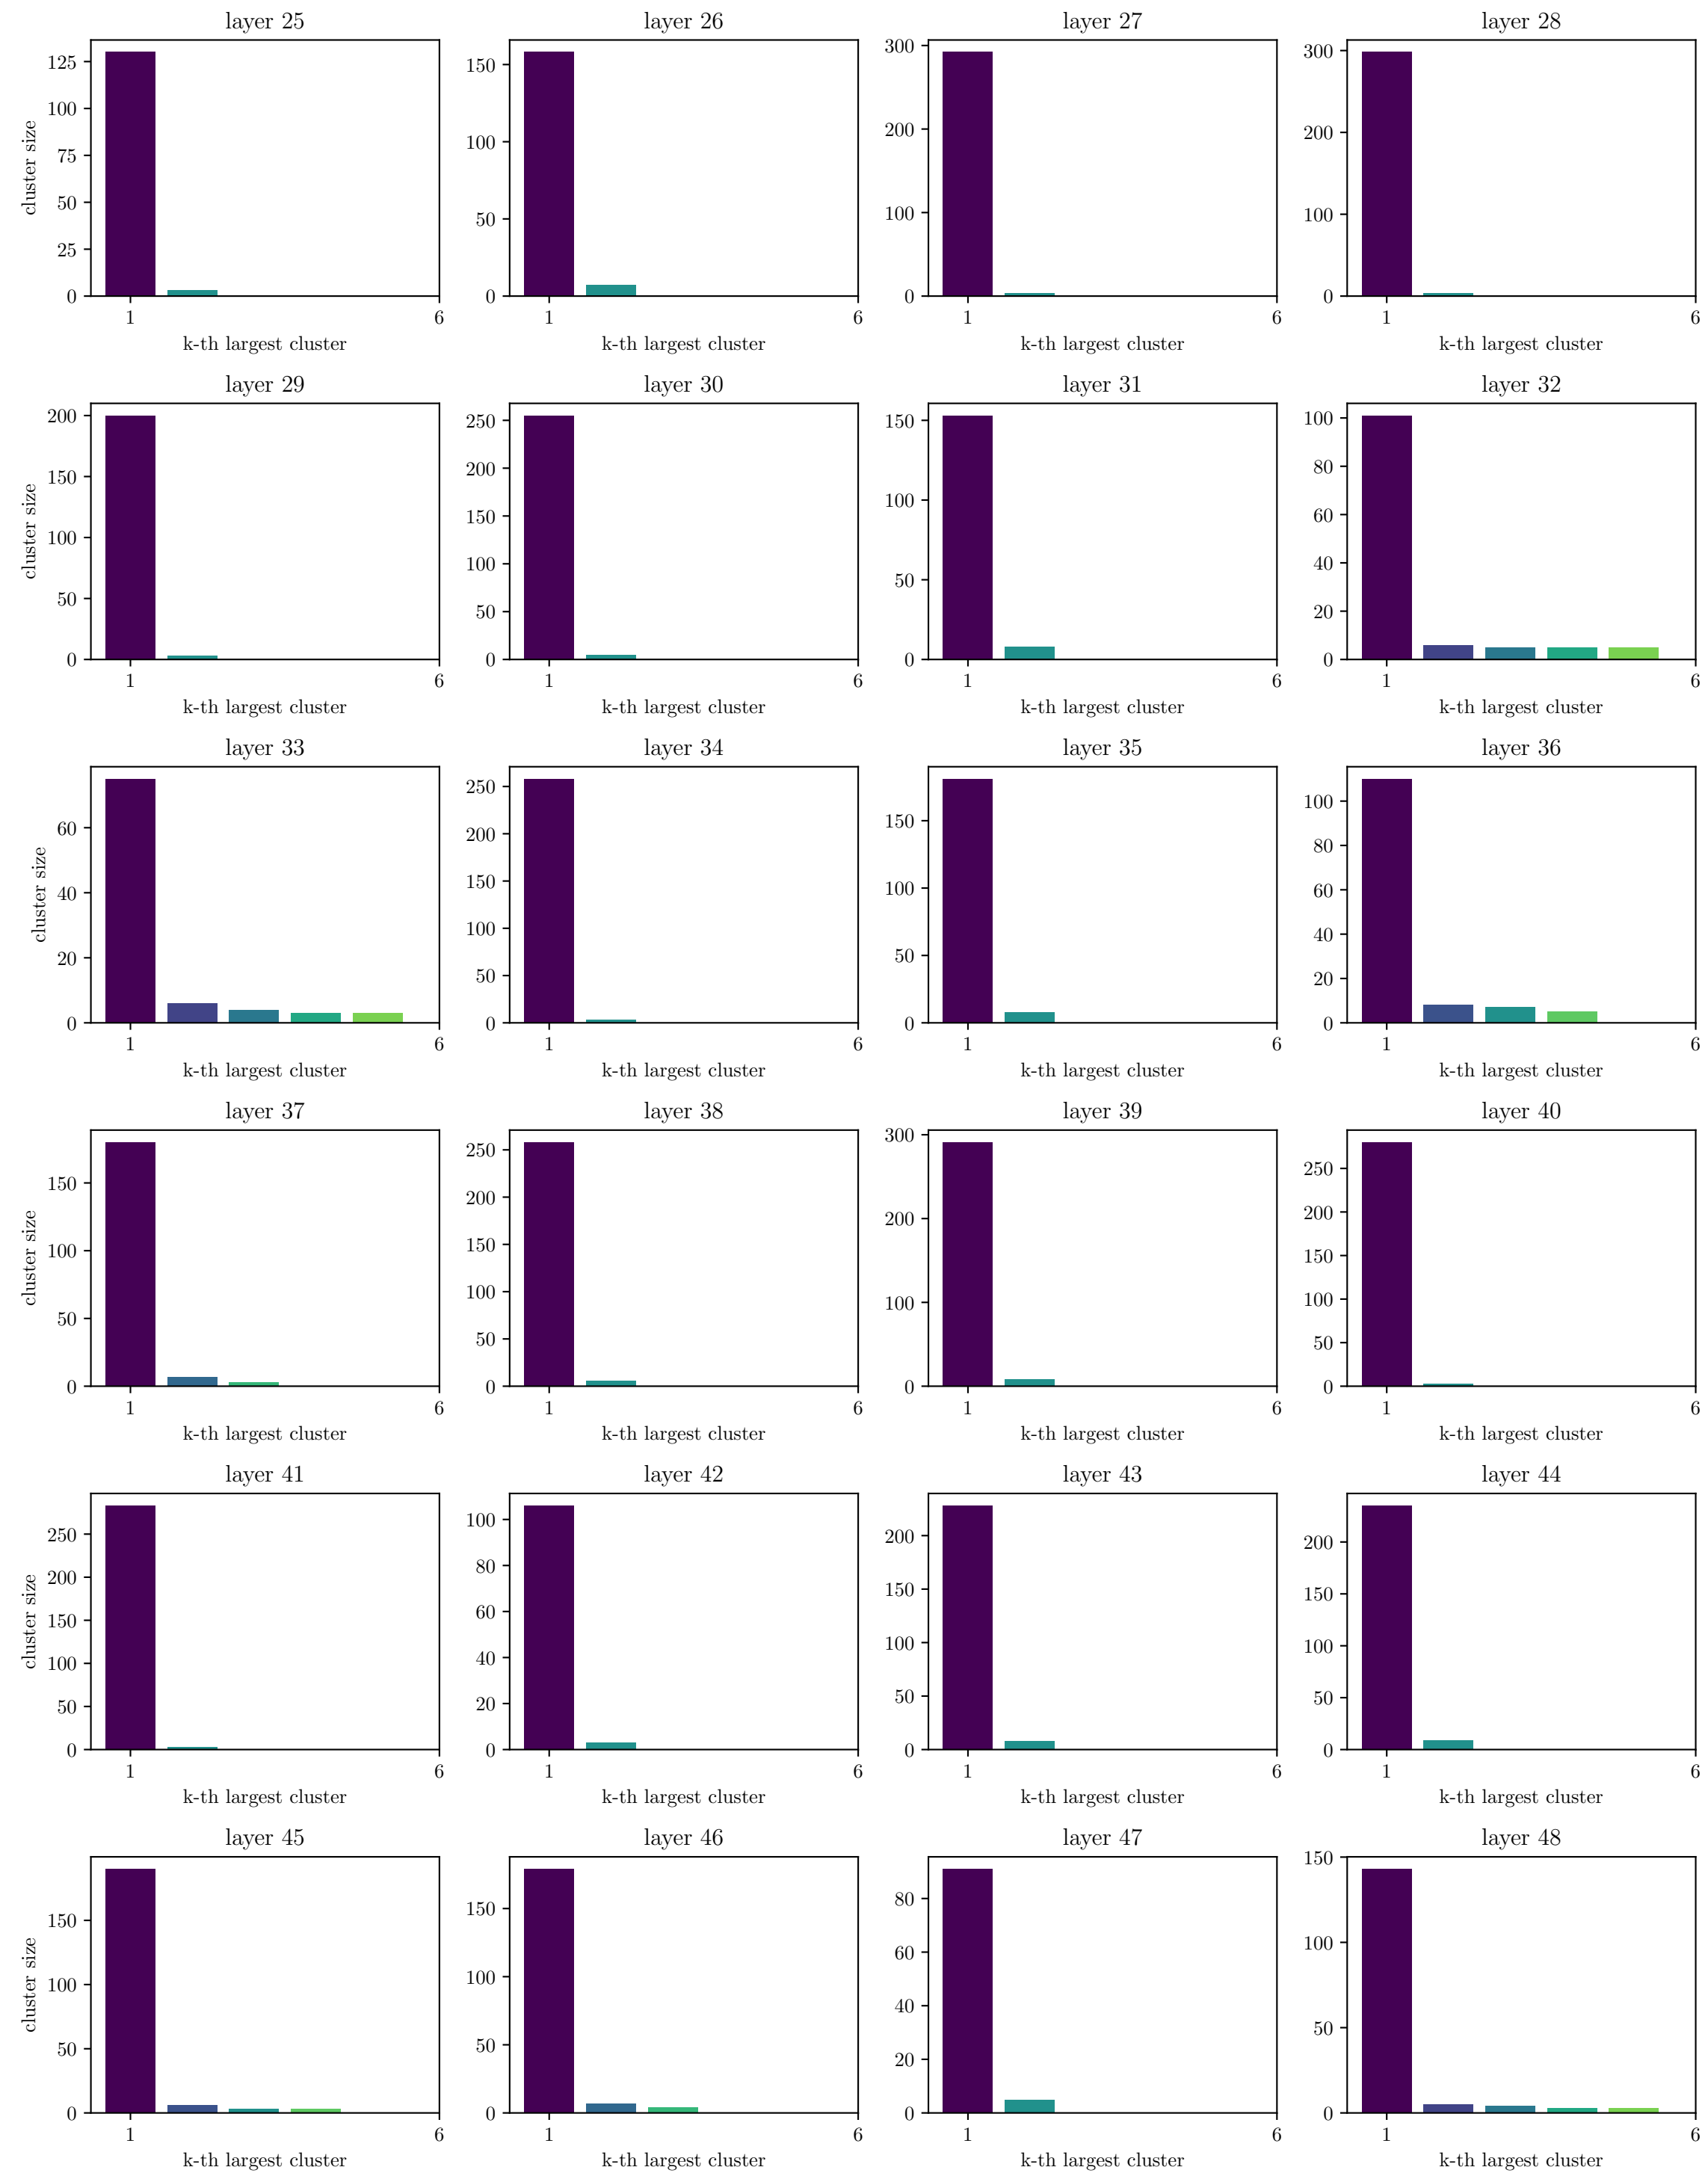 layer 25
layer 26
layer 27
layer 28
125
100
75
50
25
0
150
100
50
0
300
200
100
0
300
200
100
0
cluster size
1 6
1 6
1 6
1 6
k-th largest cluster
k-th largest cluster
k-th largest cluster
k-th largest cluster
layer 29
layer 30
layer 31
layer 32
200
150
100
50
0
250
200
150
100
50
0
150
100
50
0
100
80
60
40
20
0
cluster size
1 6
1 6
1 6
1 6
k-th largest cluster
k-th largest cluster
k-th largest cluster
k-th largest cluster
layer 33
layer 34
layer 35
layer 36
60
40
20
0
250
200
150
100
50
0
150
100
50
0
100
80
60
40
20
0
cluster size
1 6
1 6
1 6
1 6
k-th largest cluster
k-th largest cluster
k-th largest cluster
k-th largest cluster
layer 37
layer 38
layer 39
layer 40
150
100
50
0
250
200
150
100
50
0
300
200
100
0
250
200
150
100
50
0
cluster size
1 6
1 6
1 6
1 6
k-th largest cluster
k-th largest cluster
k-th largest cluster
k-th largest cluster
layer 41
layer 42
layer 43
layer 44
250
200
150
100
50
0
100
80
60
40
20
0
200
150
100
50
0
200
150
100
50
0
cluster size
1 6
1 6
1 6
1 6
k-th largest cluster
k-th largest cluster
k-th largest cluster
k-th largest cluster
layer 45
layer 46
layer 47
layer 48
150
100
50
0
150
100
50
0
80
60
40
20
0
150
100
50
0
cluster size
1 6
1 6
1 6
1 6
k-th largest cluster
k-th largest cluster
k-th largest cluster
k-th largest cluster